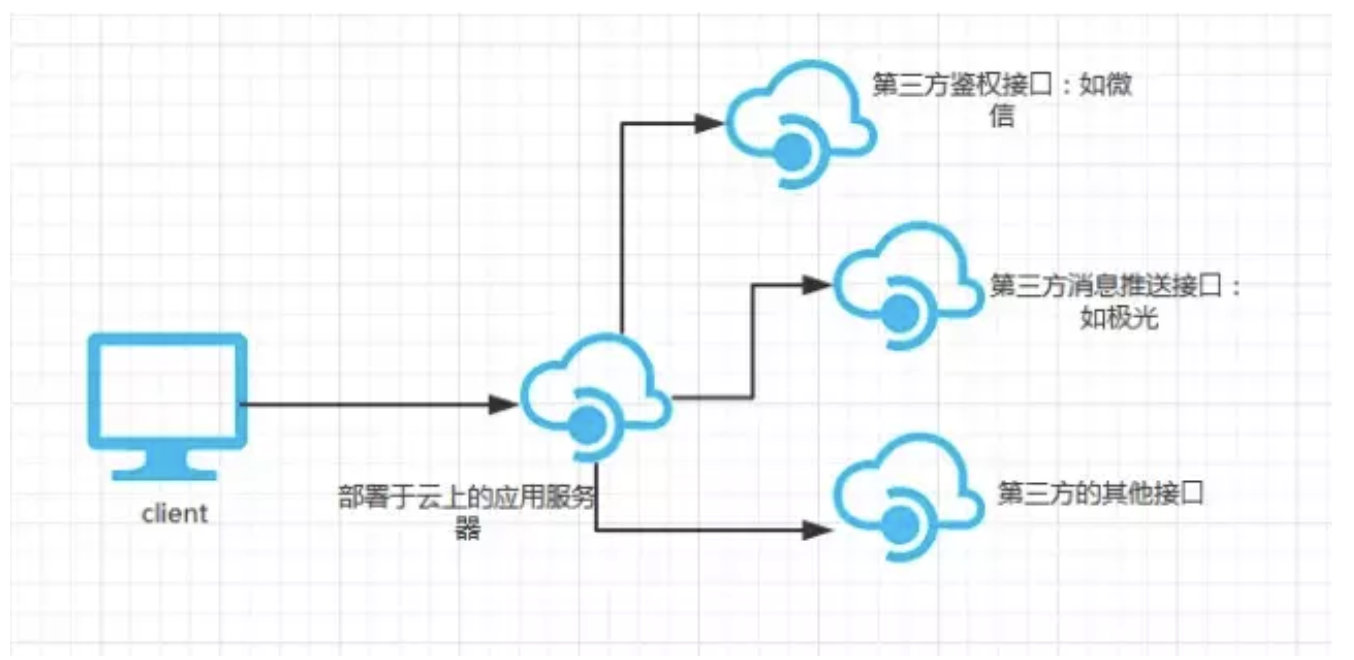 第三方鉴权接口：如微
信
第三方消息推送接口：
如极光
client
部署于云上的应用服务
器
第三方的其他接口